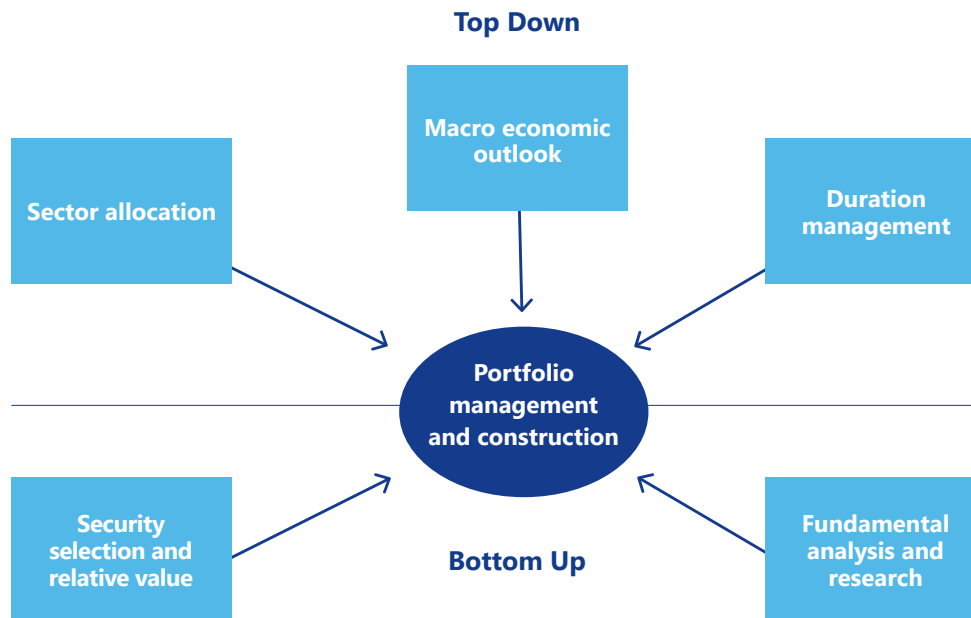 Top Down
Macro economic
outlook
Sector allocation
Duration
management
Portfolio
management
and construction
Security
selection and
relative value
Bottom Up
Fundamental
analysis and
research